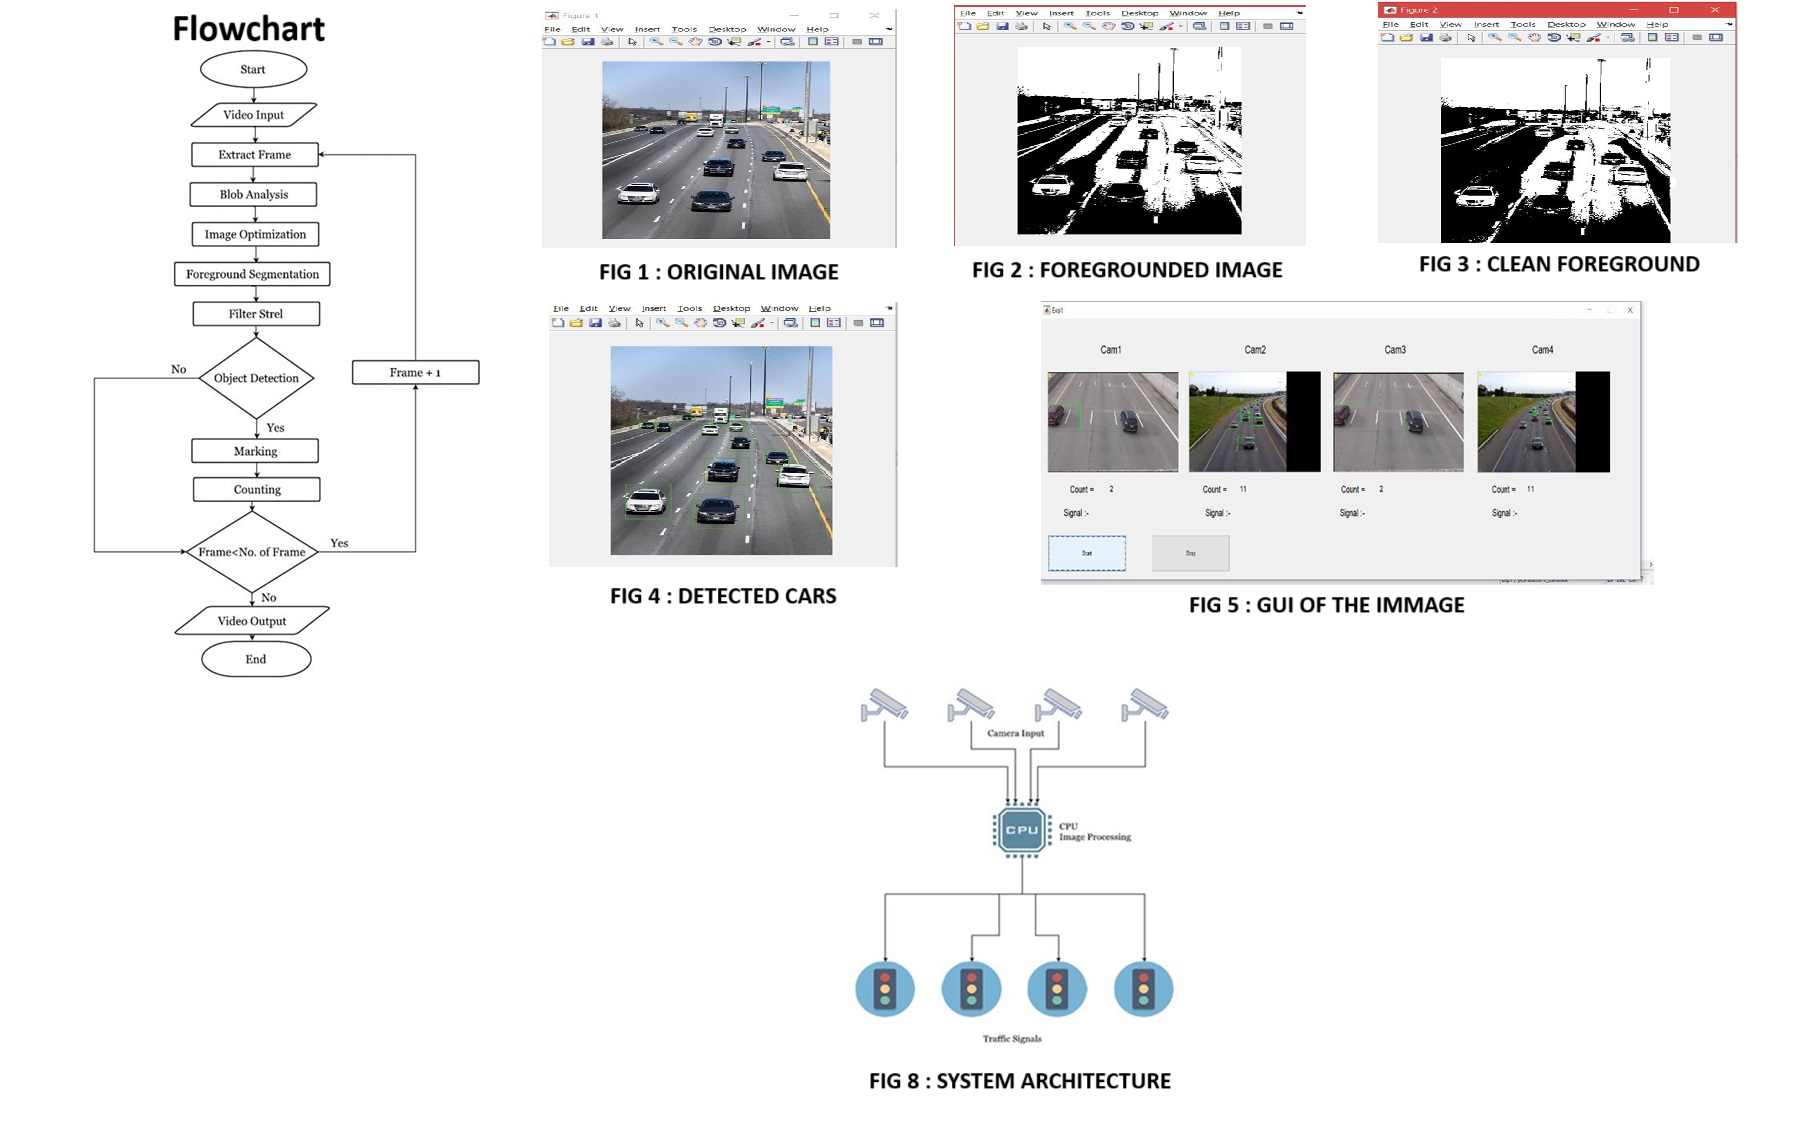 Flowchart
Start
Video Input
Extract Frame
Blob Analysis
Image Optimization
Foreground Segmentation
Filter Strel
No
Object Detection
Frame + 1
Yes
Marking
Counting
Frame<No. of Frame
Yes
No
Video Output
End
Figure 1
File Edit View Insert Tools Desktop Window Help
FIG 1 : ORIGINAL IMAGE
File Edit View Insert Tools Desktop Window Help
FIG 2 : FOREGROUNDED IMAGE
Figure 2
File Edit View Insert Tools Desktop Window Help
FIG 3 : CLEAN FOREGROUND
File Edit View Insert Tools Desktop Window Help
FIG 4 : DETECTED CARS
Exp1
Cam1 Cam2 Cam3 Cam4
Count = 2 Count = 11 Count = 2 Count = 11
Signal :- Signal :- Signal :- Signal :-
Start Stop
FIG 5 : GUI OF THE IMMAGE
Camera Input
CPU
CPU
Image Processing
Traffic Signals
FIG 8 : SYSTEM ARCHITECTURE